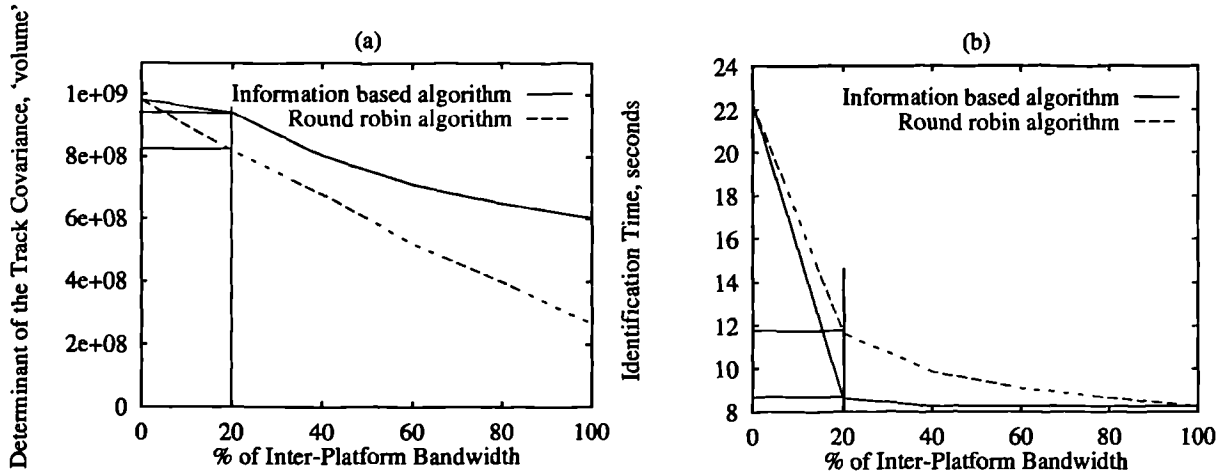 (a)
Determinant of the Track Covariance, 'volume'
1e+09
8e+08
6e+08
4e+08
2e+08
0
Information based algorithm
Round robin algorithm
0 20 40 60 80 100
% of Inter-Platform Bandwidth
(b)
Identification Time, seconds
24
22
20
18
16
14
12
10
8
Information based algorithm
Round robin algorithm
0 20 40 60 80 100
% of Inter-Platform Bandwidth